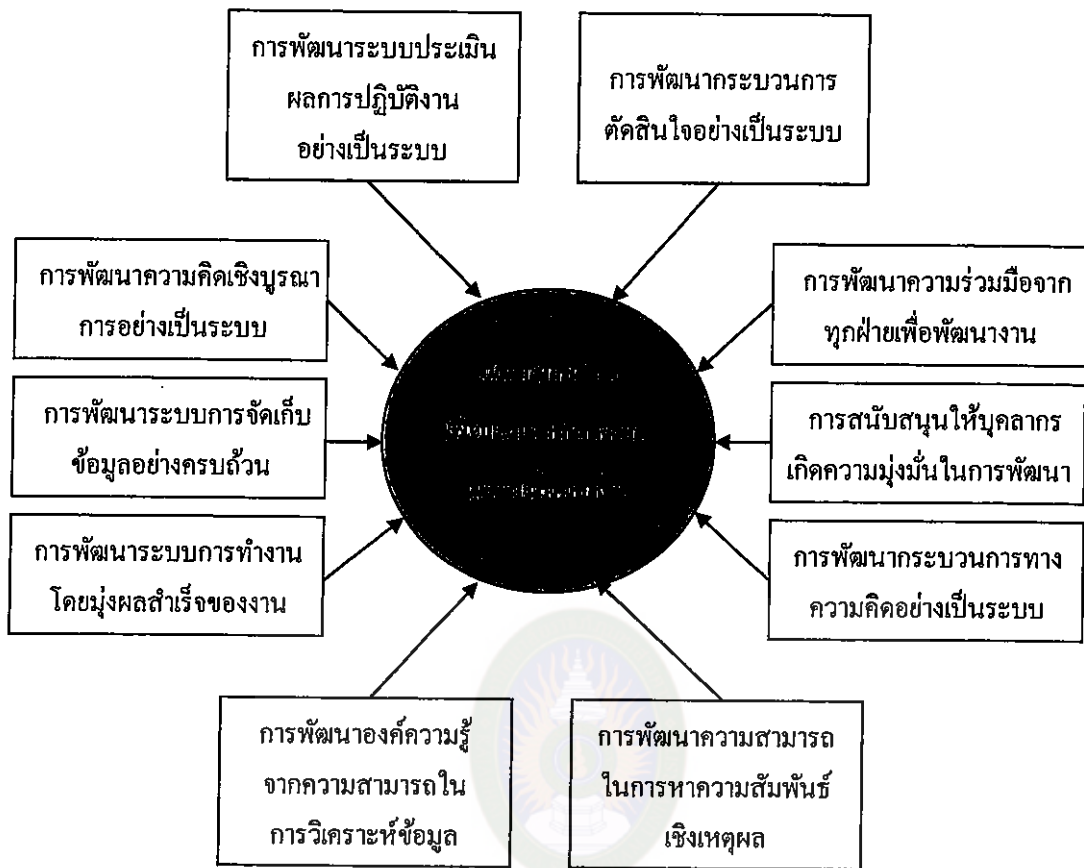 การพัฒนาระบบประเมิน
ผลการปฏิบัติงาน
อย่างเป็นระบบ
การพัฒนากระบวนการ
ตัดสินใจอย่างเป็นระบบ
การพัฒนาความคิดเชิงบูรณา
การอย่างเป็นระบบ
การพัฒนาความร่วมมือจาก
ทุกฝ่ายเพื่อพัฒนางาน
การพัฒนาระบบการจัดเก็บ
ข้อมูลอย่างครบถ้วน
การสนับสนุนให้บุคลากร
เกิดความมุ่งมั่นในการพัฒนา
การพัฒนาระบบการทำงาน
โดยมุ่งผลสำเร็จของงาน
การพัฒนากระบวนการทาง
ความคิดอย่างเป็นระบบ
การพัฒนาองค์ความรู้
จากความสามารถใน
การวิเคราะห์ข้อมูล
การพัฒนาความสามารถ
ในการหาความสัมพันธ์
เชิงเหตุผล